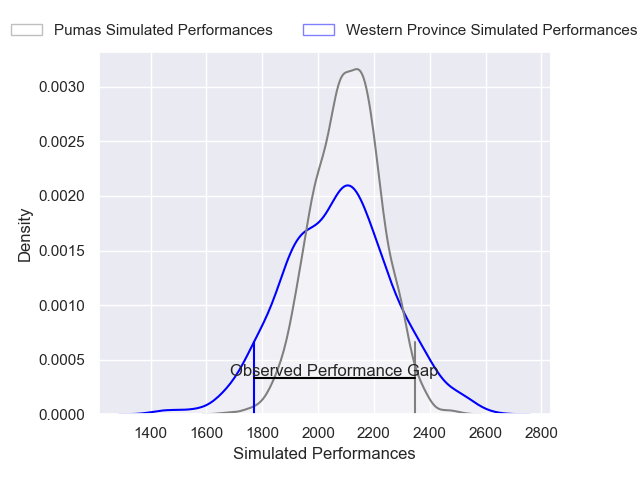 Pumas Simulated Performances Western Province Simulated Performances
0.0030
0.0025
0.0020
0.0015
0.0010
0.0005
0.0000
Density
Observed Performance Gap
1400 1600 1800 2000 2200 2400 2600 2800
Simulated Performances